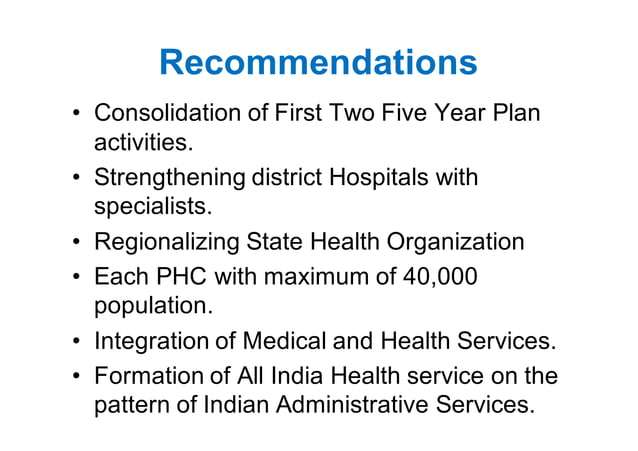 Recommendations
• Consolidation of First Two Five Year Plan
activities.
• Strengthening district Hospitals with
specialists.
• Regionalizing State Health Organization
• Each PHC with maximum of 40,000
population.
• Integration of Medical and Health Services.
• Formation of All India Health service on the
pattern of Indian Administrative Services.